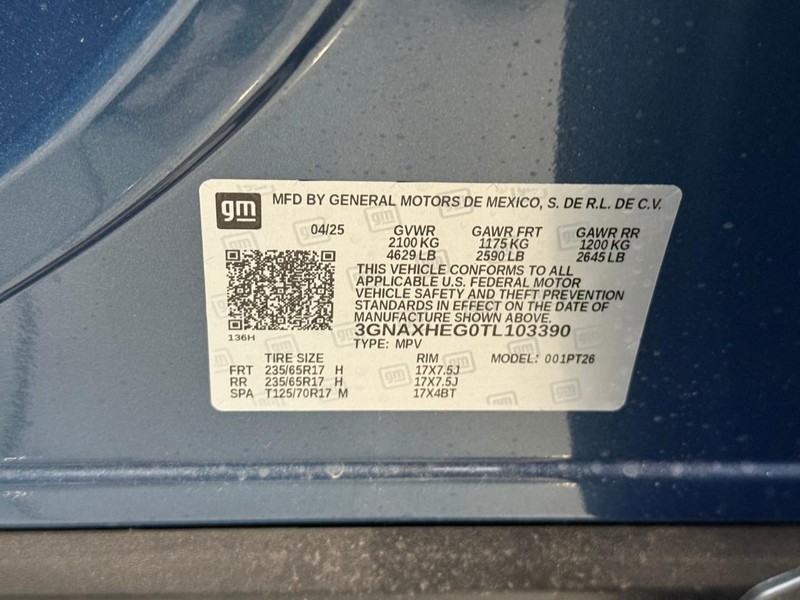 gm MFD BY GENERAL MOTORS DE MEXICO, S. DE R.L. DE C.V.
04/25 GVWR GAWR FRT GAWR RR
2100 KG 1175 KG 1200 KG
4629 LB 2590 LB 2645 LB
THIS VEHICLE CONFORMS TO ALL
APPLICABLE U.S. FEDERAL MOTOR
VEHICLE SAFETY AND THEFT PREVENTION
STANDARDS IN EFFECT ON THE DATE OF
MANUFACTURE SHOWN ABOVE.
3GNAXHEG0TL103390
136H
TYPE: MPV
TIRE SIZE RIM MODEL: 001PT26
FRT 235/65R17 H 17X7.5J
RR 235/65R17 H 17X7.5J
SPA T125/70R17 M 17X4BT